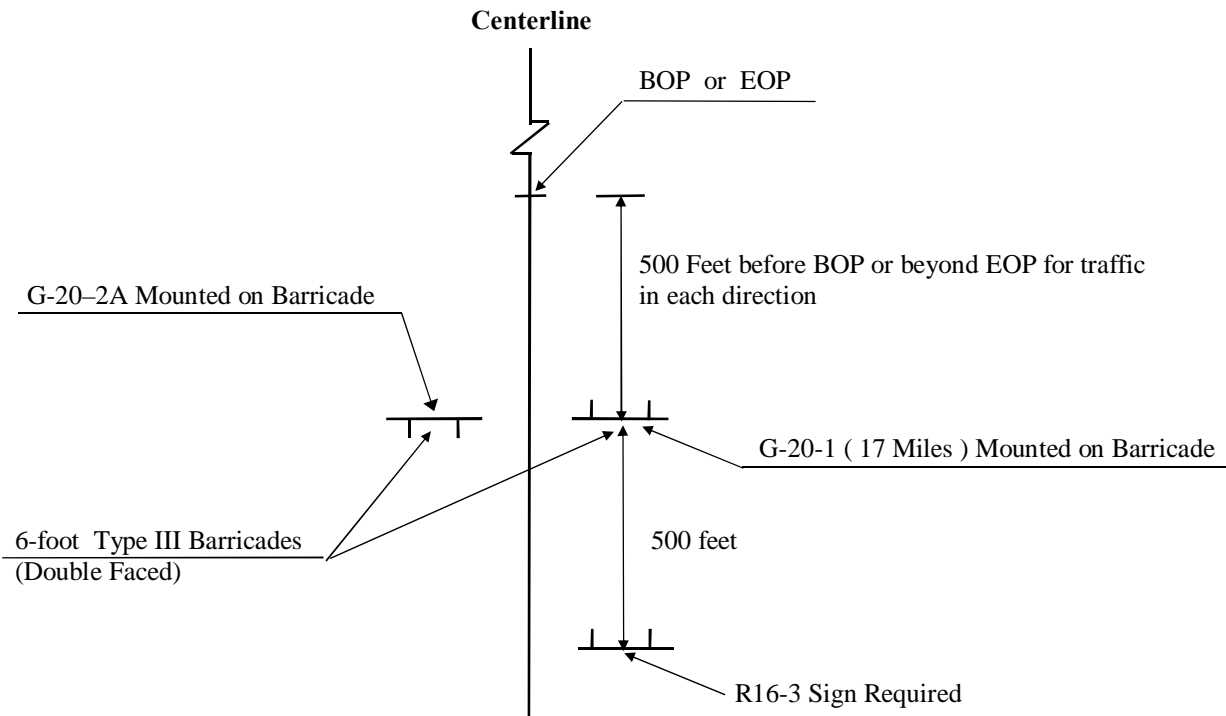 Centerline
BOP or EOP
500 Feet before BOP or beyond EOP for traffic
in each direction
G-20–2A Mounted on Barricade
G-20-1 ( 17 Miles ) Mounted on Barricade
6-foot Type III Barricades
(Double Faced)
500 feet
R16-3 Sign Required